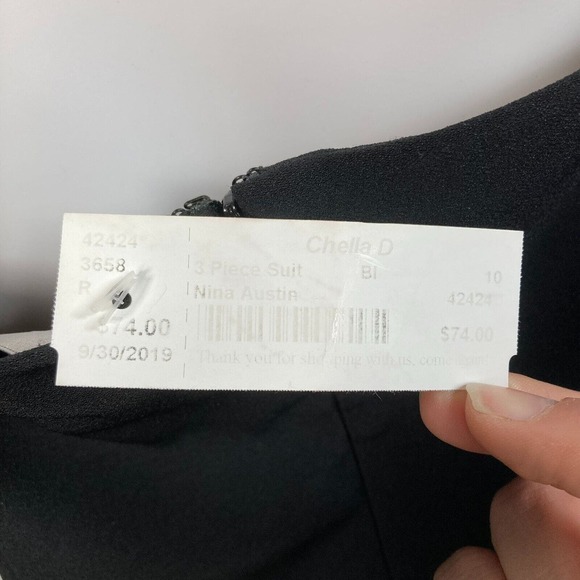 42424
3658
R
$74.00
9/30/2019
Chelia D
3 Piece Suit Bl 10
Nina Austin 42424
$74.00
Thank you for shopping with us, come